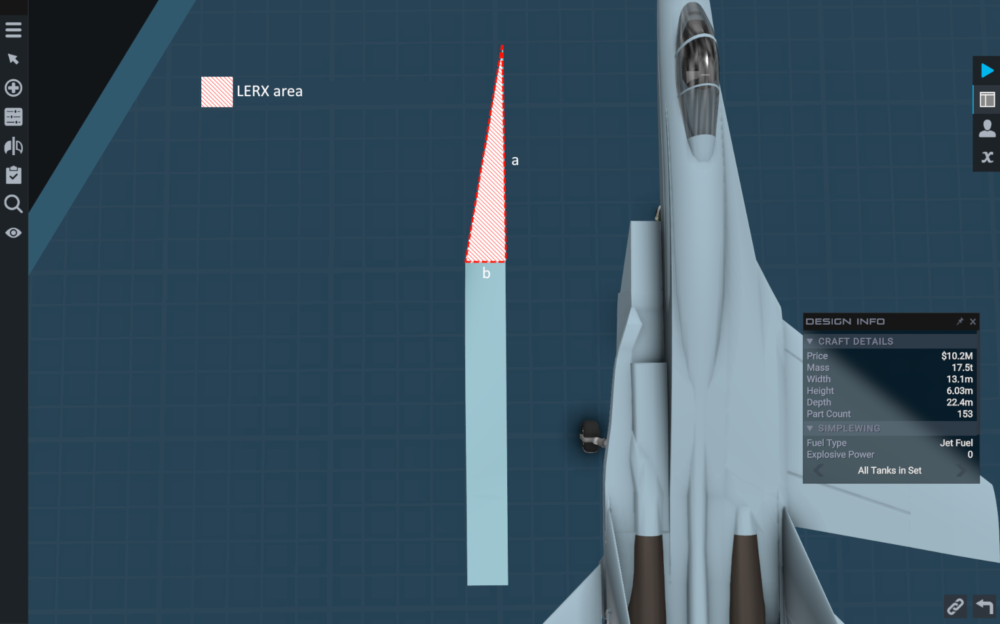 LERX area
a
b
DESIGN INFO
CRAFT DETAILS
Price $10.2M
Mass 17.5t
Width 13.1m
Height 6.03m
Depth 22.4m
Part Count 153
SIMPLEWING
Fuel Type Jet Fuel
Explosive Power 0
All Tanks in Set
x